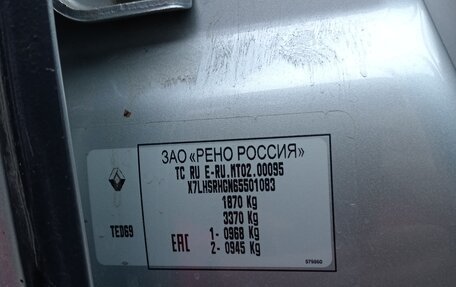 ЗАО «РЕНО РОССИЯ»
TC RU E-RU.MT02.00095
X7LHSRHGN65501083
1870 Kg
3370 Kg
1- 0968 Kg
2- 0945 Kg
TED69
EAC